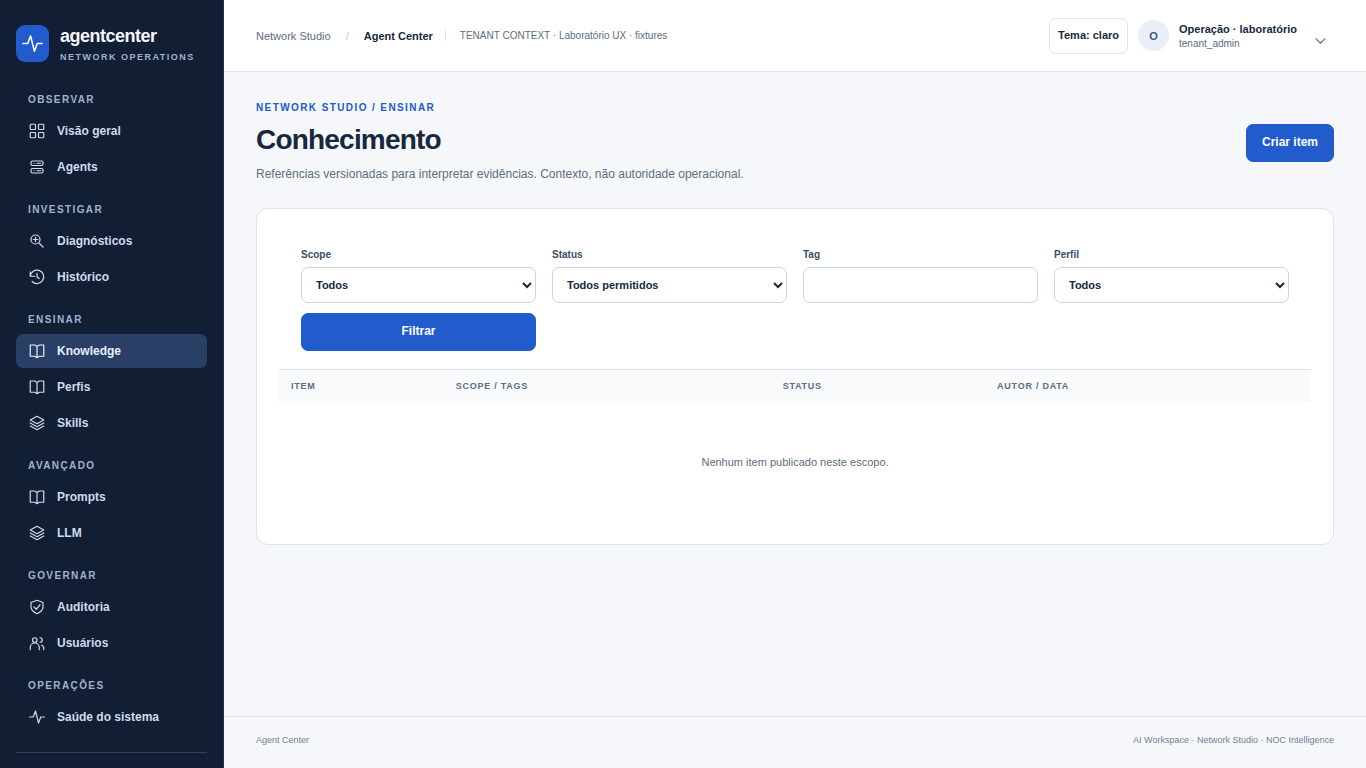 agentcenter
NETWORK OPERATIONS
OBSERVAR
Visão geral
Agents
INVESTIGAR
Diagnósticos
Histórico
ENSINAR
Knowledge
Perfis
Skills
AVANÇADO
Prompts
LLM
GOVERNAR
Auditoria
Usuários
OPERAÇÕES
Saúde do sistema
Network Studio / Agent Center TENANT CONTEXT · Laboratório UX · fixtures
Tema: claro
O
Operação · laboratório
tenant_admin
NETWORK STUDIO / ENSINAR
Conhecimento
Referências versionadas para interpretar evidências. Contexto, não autoridade operacional.
Criar item
Scope Status Tag Perfil
Todos Todos permitidos Todos
Filtrar
ITEM SCOPE / TAGS STATUS AUTOR / DATA
Nenhum item publicado neste escopo.
Agent Center AI Workspace · Network Studio · NOC Intelligence